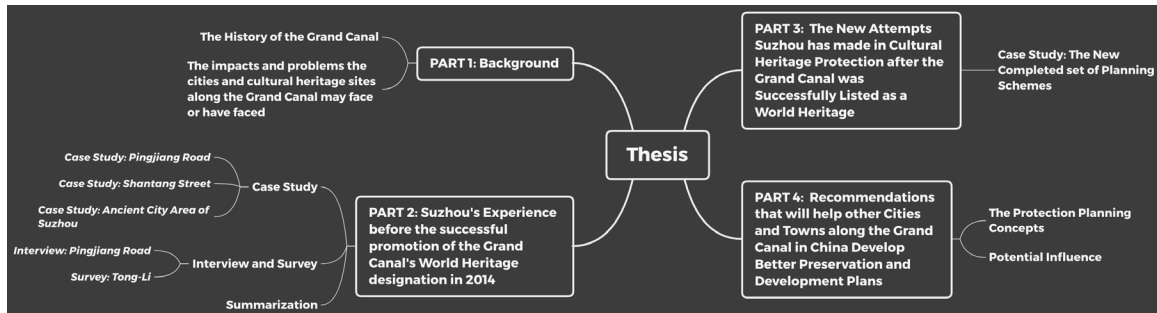 Thesis
PART 1: Background
The History of the Grand Canal
The impacts and problems the
cities and cultural heritage sites
along the Grand Canal may face
or have faced
PART 2: Suzhou's Experience
before the successful
promotion of the Grand
Canal's World Heritage
designation in 2014
Case Study
Case Study: Pingjiang Road
Case Study: Shantang Street
Case Study: Ancient City Area of
Suzhou
Interview and Survey
Interview: Pingjiang Road
Survey: Tong-Li
Summarization
PART 3: The New Attempts
Suzhou has made in Cultural
Heritage Protection after the
Grand Canal was
Successfully Listed as a
World Heritage
Case Study: The New
Completed set of Planning
Schemes
PART 4: Recommendations
that will help other Cities
and Towns along the Grand
Canal in China Develop
Better Preservation and
Development Plans
The Protection Planning
Concepts
Potential Influence